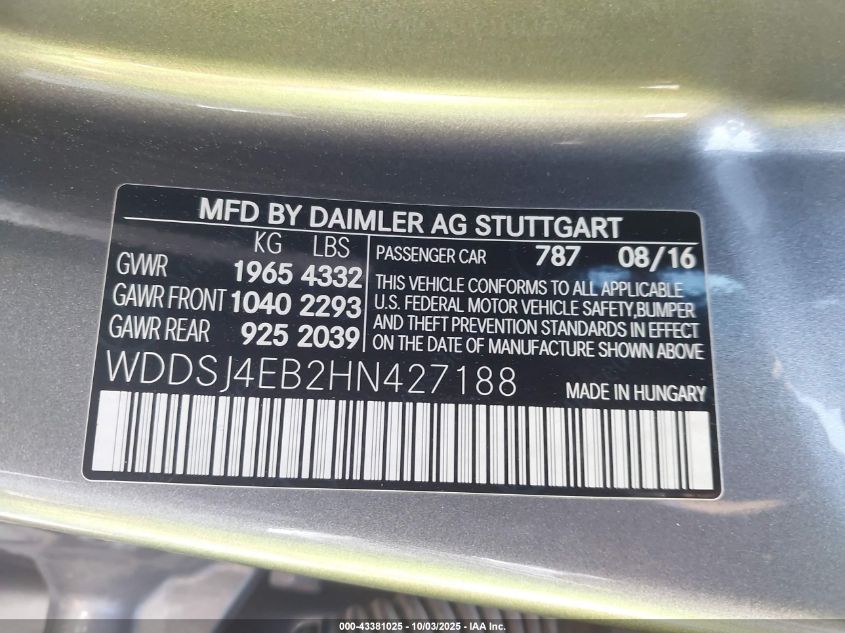 MFD BY DAIMLER AG STUTTGART
KG LBS
GVWR 1965 4332
GAWR FRONT 1040 2293
GAWR REAR 925 2039
PASSENGER CAR 787 08/16
THIS VEHICLE CONFORMS TO ALL APPLICABLE
U.S. FEDERAL MOTOR VEHICLE SAFETY,BUMPER
AND THEFT PREVENTION STANDARDS IN EFFECT
ON THE DATE OF MANUFACTURE SHOWN ABOVE
WDDSJ4EB2HN427188
MADE IN HUNGARY
000-43381025 - 10/03/2025 - IAA Inc.